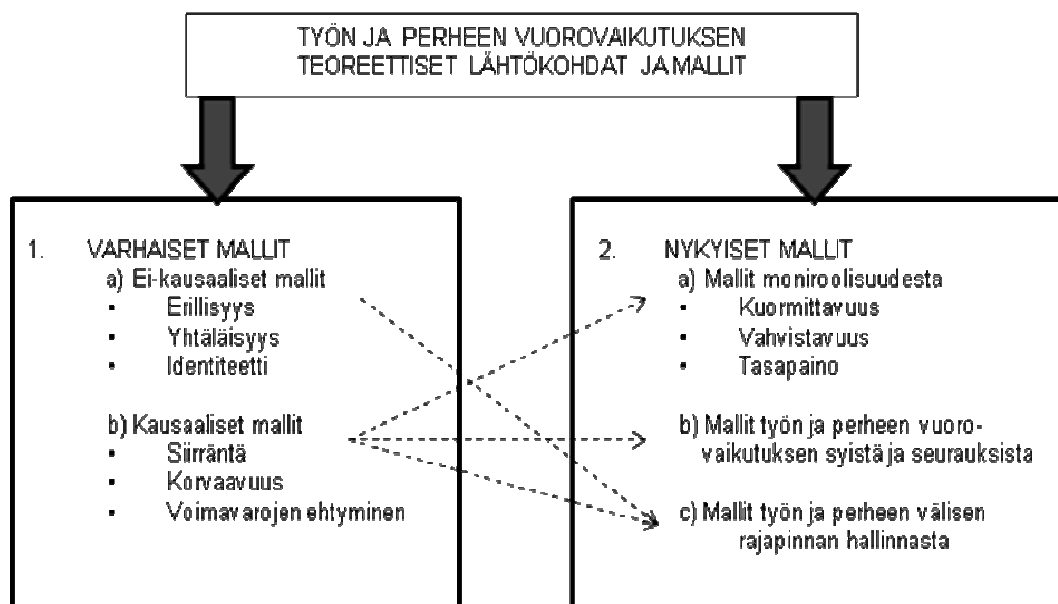 TYÖN JA PERHEEN VUOROVAIKUTUKSEN
TEOREETTISET LÄHTÖKOHDAT JA MALLIT
1. VARHAISET MALLIT
a) Ei-kausaaliset mallit
▪ Erillisyys
▪ Yhtäläisyys
▪ Identiteetti
b) Kausaaliset mallit
▪ Siirräntä
▪ Korvaavuus
▪ Voimavarojen ehtyminen
2. NYKYISET MALLIT
a) Mallit moniroolisuudesta
▪ Kuormittavuus
▪ Vahvistavuus
▪ Tasapaino
b) Mallit työn ja perheen vuoro-
vaikutuksen syistä ja seurauksista
c) Mallit työn ja perheen välisen
rajapinnan hallinnasta